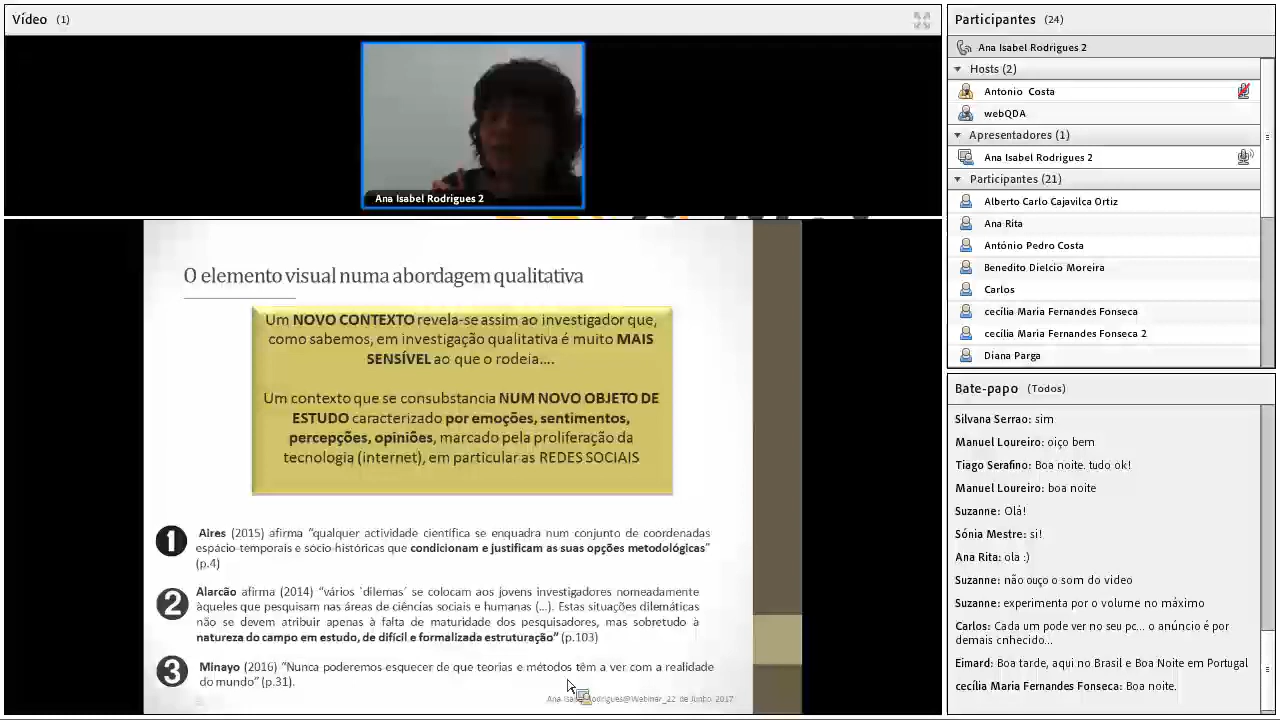 Vídeo (1)
Ana Isabel Rodrigues 2
O elemento visual numa abordagem qualitativa
Um NOVO CONTEXTO revela-se assim ao investigador que,
como sabemos, em investigação qualitativa é muito MAIS
SENSÍVEL ao que o rodeia....
Um contexto que se consubstancia NUM NOVO OBJETO DE
ESTUDO caracterizado por emoções, sentimentos,
percepções, opiniões, marcado pela proliferação da
tecnologia (internet), em particular as REDES SOCIAIS
1 Aires (2015) afirma “qualquer actividade científica se enquadra num conjunto de coordenadas
espácio-temporais e sócio-históricas que condicionam e justificam as suas opções metodológicas”
(p.4)
2 Alarcão afirma (2014) “vários ´dilemas´ se colocam aos jovens investigadores nomeadamente
àqueles que pesquisam nas áreas de ciências sociais e humanas (...). Estas situações dilemáticas
não se devem atribuir apenas à falta de maturidade dos pesquisadores, mas sobretudo à
natureza do campo em estudo, de difícil e formalizada estruturação” (p.103)
3 Minayo (2016) “Nunca poderemos esquecer de que teorias e métodos têm a ver com a realidade
do mundo” (p.31).
Ana Isabel Rodrigues@Webinar_22 de Junho 2017
Participantes (24)
Ana Isabel Rodrigues 2
Hosts (2)
Antonio Costa
webQDA
Apresentadores (1)
Ana Isabel Rodrigues 2
Participantes (21)
Alberto Carlo Cajavilca Ortiz
Ana Rita
António Pedro Costa
Benedito Dielcio Moreira
Carlos
cecília Maria Fernandes Fonseca
cecília Maria Fernandes Fonseca 2
Diana Parga
Bate-papo (Todos)
Silvana Serrao: sim
Manuel Loureiro: oiço bem
Tiago Serafino: Boa noite. tudo ok!
Manuel Loureiro: boa noite
Suzanne: Olá!
Sónia Mestre: si!
Ana Rita: ola :)
Suzanne: não ouço o som do vídeo
Suzanne: experimenta por o volume no máximo
Carlos: Cada um pode ver no seu pc... o anúncio é por
demais cnhecido...
Eimard: Boa tarde, aqui no Brasil e Boa Noite em Portugal
cecília Maria Fernandes Fonseca: Boa noite.